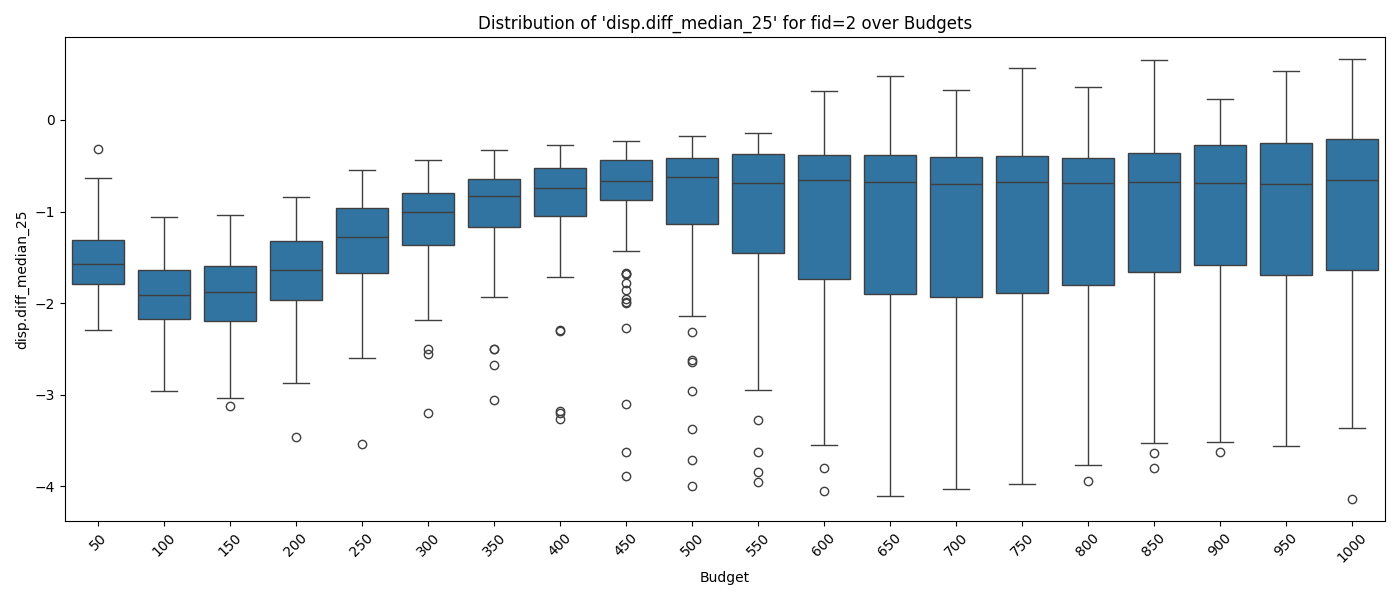 Distribution of 'disp.diff_median_25' for fid=2 over Budgets
disp.diff_median_25
0
−1
−2
−3
−4
50 100 150 200 250 300 350 400 450 500 550 600 650 700 750 800 850 900 950 1000
Budget